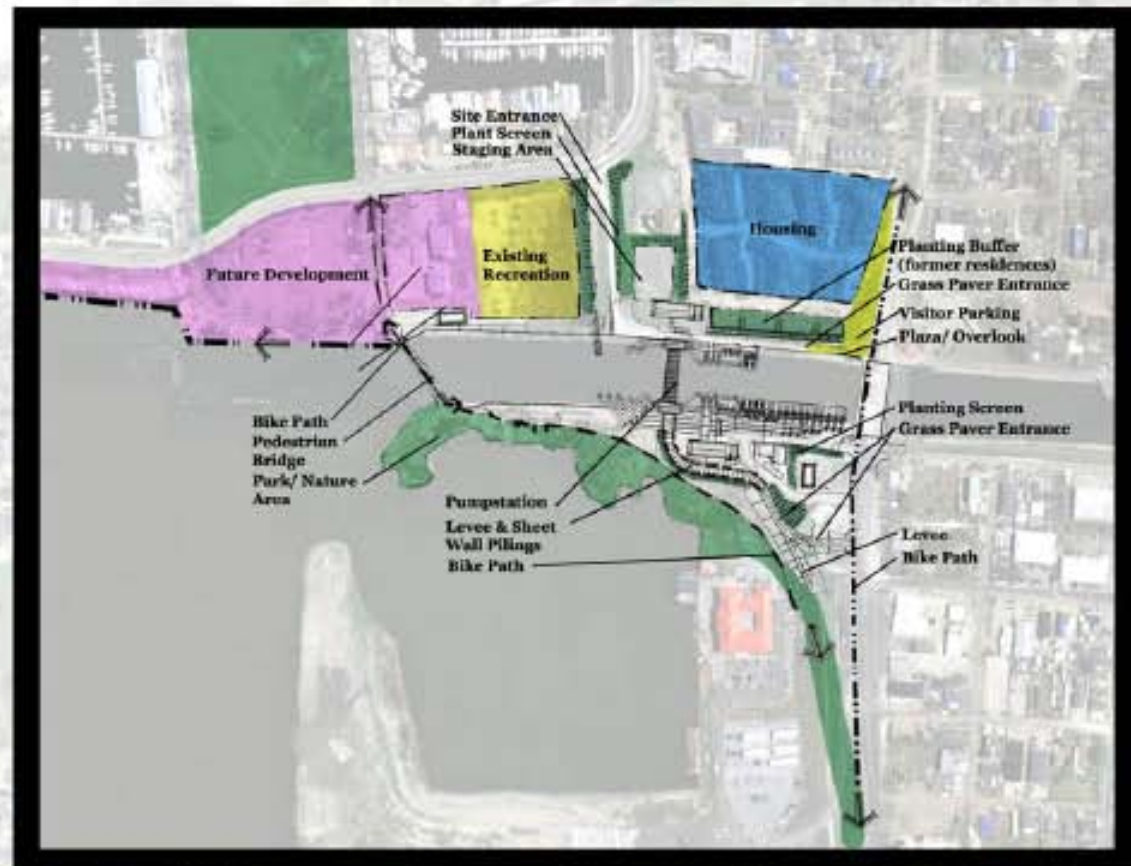 Site Entrance
Plant Screen
Staging Area
Housing
Future Development
Existing
Recreation
Planting Buffer
(former residences)
Grass Paver Entrance
Visitor Parking
Plaza/ Overlook
Bike Path
Pedestrian
Bridge
Park/ Nature
Area
Planting Screen
Grass Paver Entrance
Pumpstation
Levee & Sheet
Wall Pilings
Bike Path
Levee
Bike Path